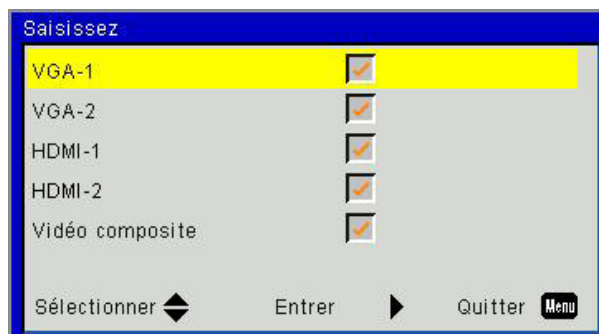 Saisissez
VGA-1
VGA-2
HDMI-1
HDMI-2
Vidéo composite
Sélectionner Entrer Quitter Menu